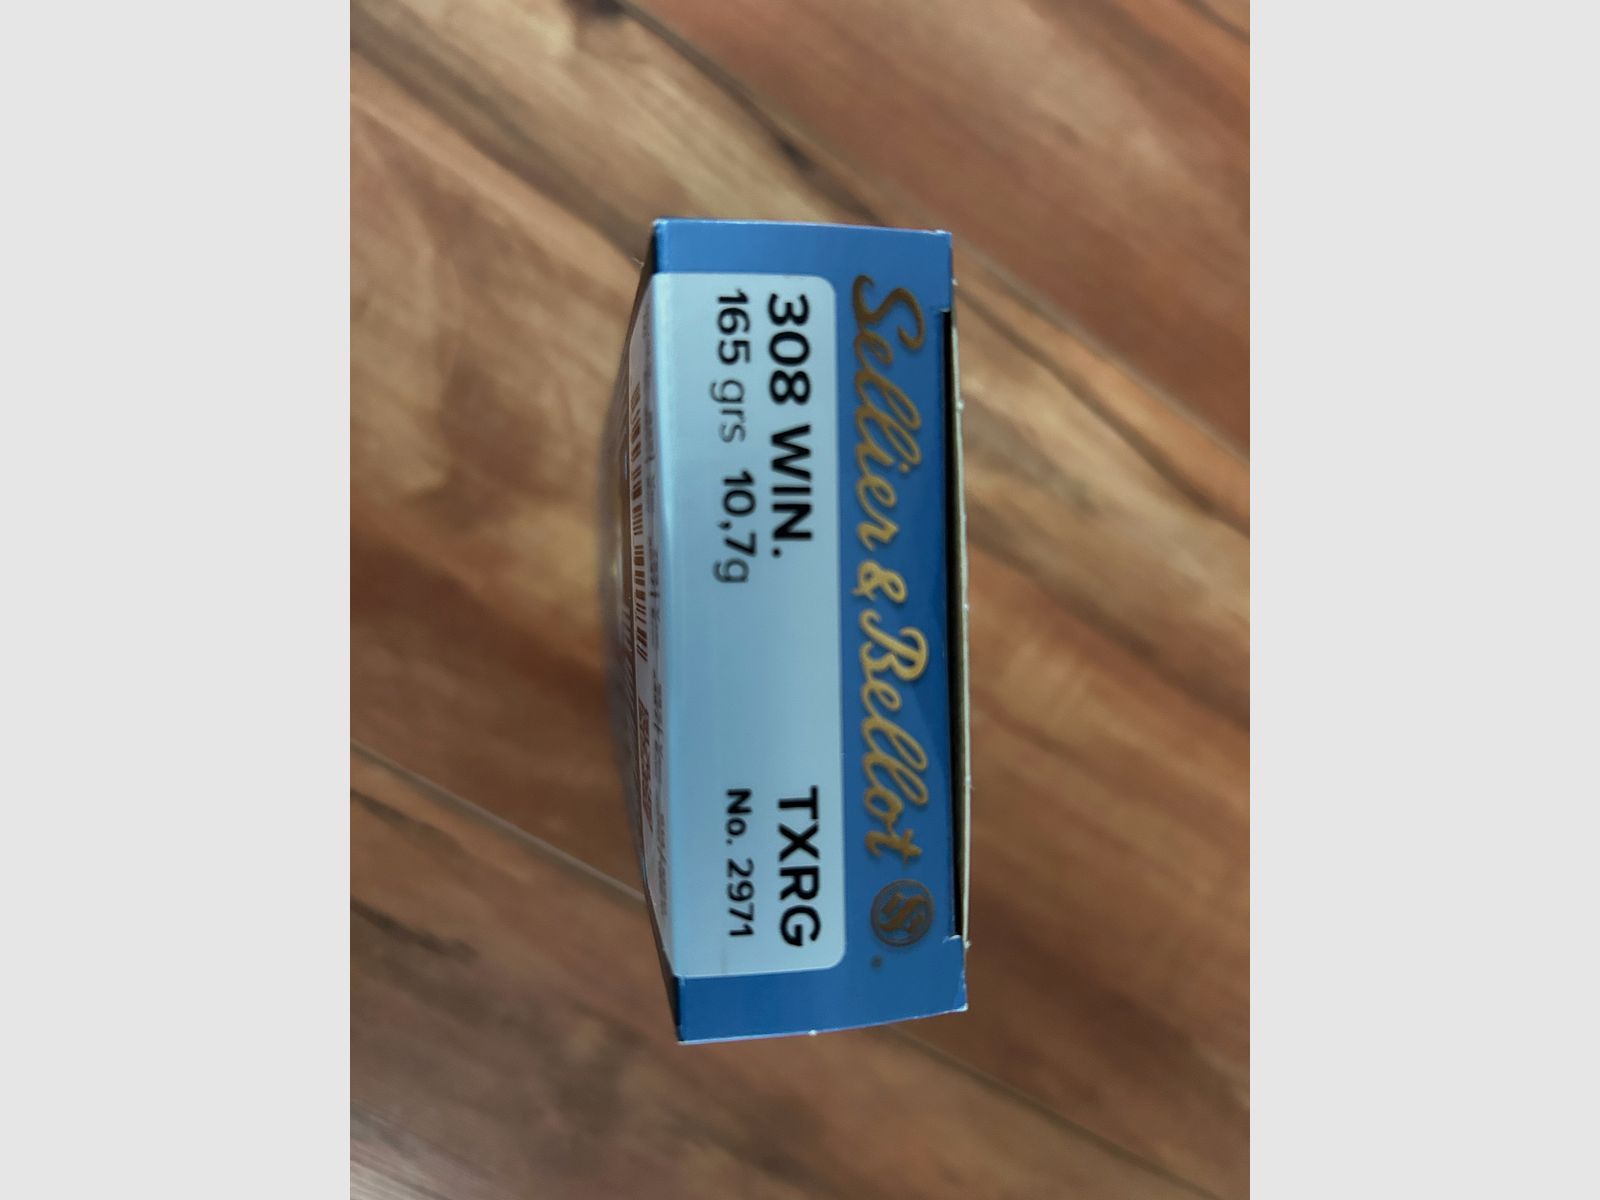 Sellier & Bellot
308 WIN. TXRG
165 grs 10,7g No. 2971